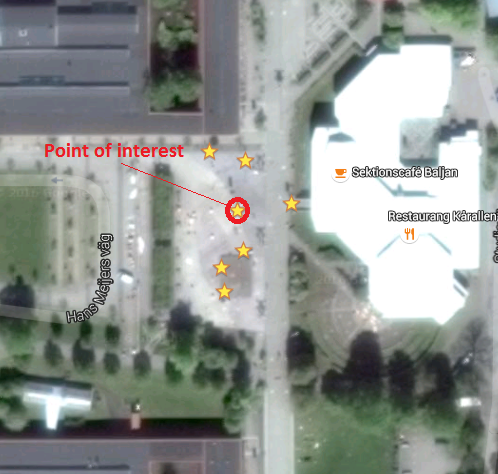 Point of interest
Sektionscafé Baljan
Restaurang Kårallen
Hans Meijers väg